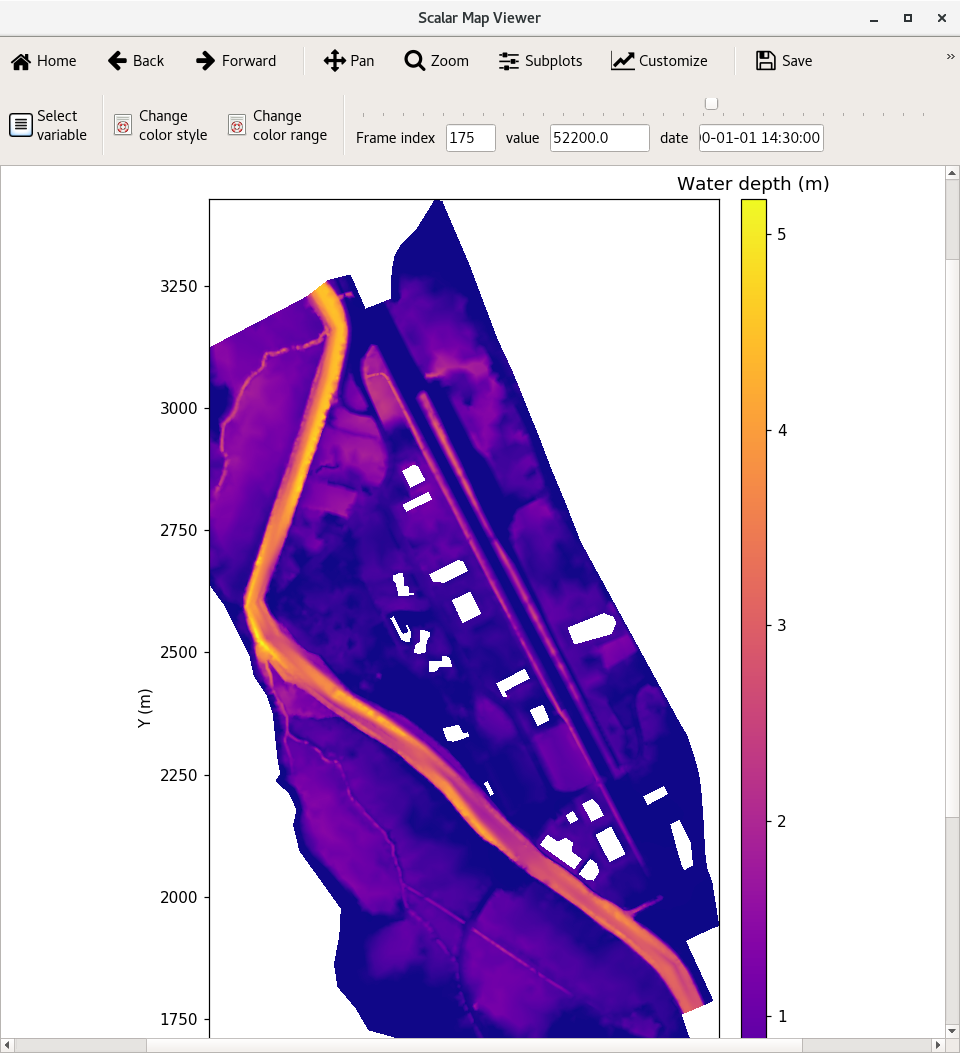 Scalar Map Viewer
Home Back Forward Pan Zoom Subplots Customize Save »
Select variable
Change color style
Change color range
Frame index 175 value 52200.0 date 00-01-01 14:30:00
Water depth (m)
5
3250
4
3000
2750
3
2500
Y (m)
2250
2
2000
1750
1